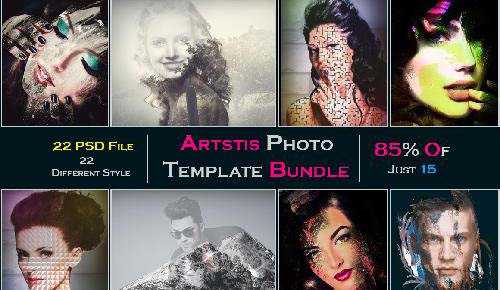 22 PSD File
22
Different Style
Artstis Photo
Template Bundle
85% Of
Just 15